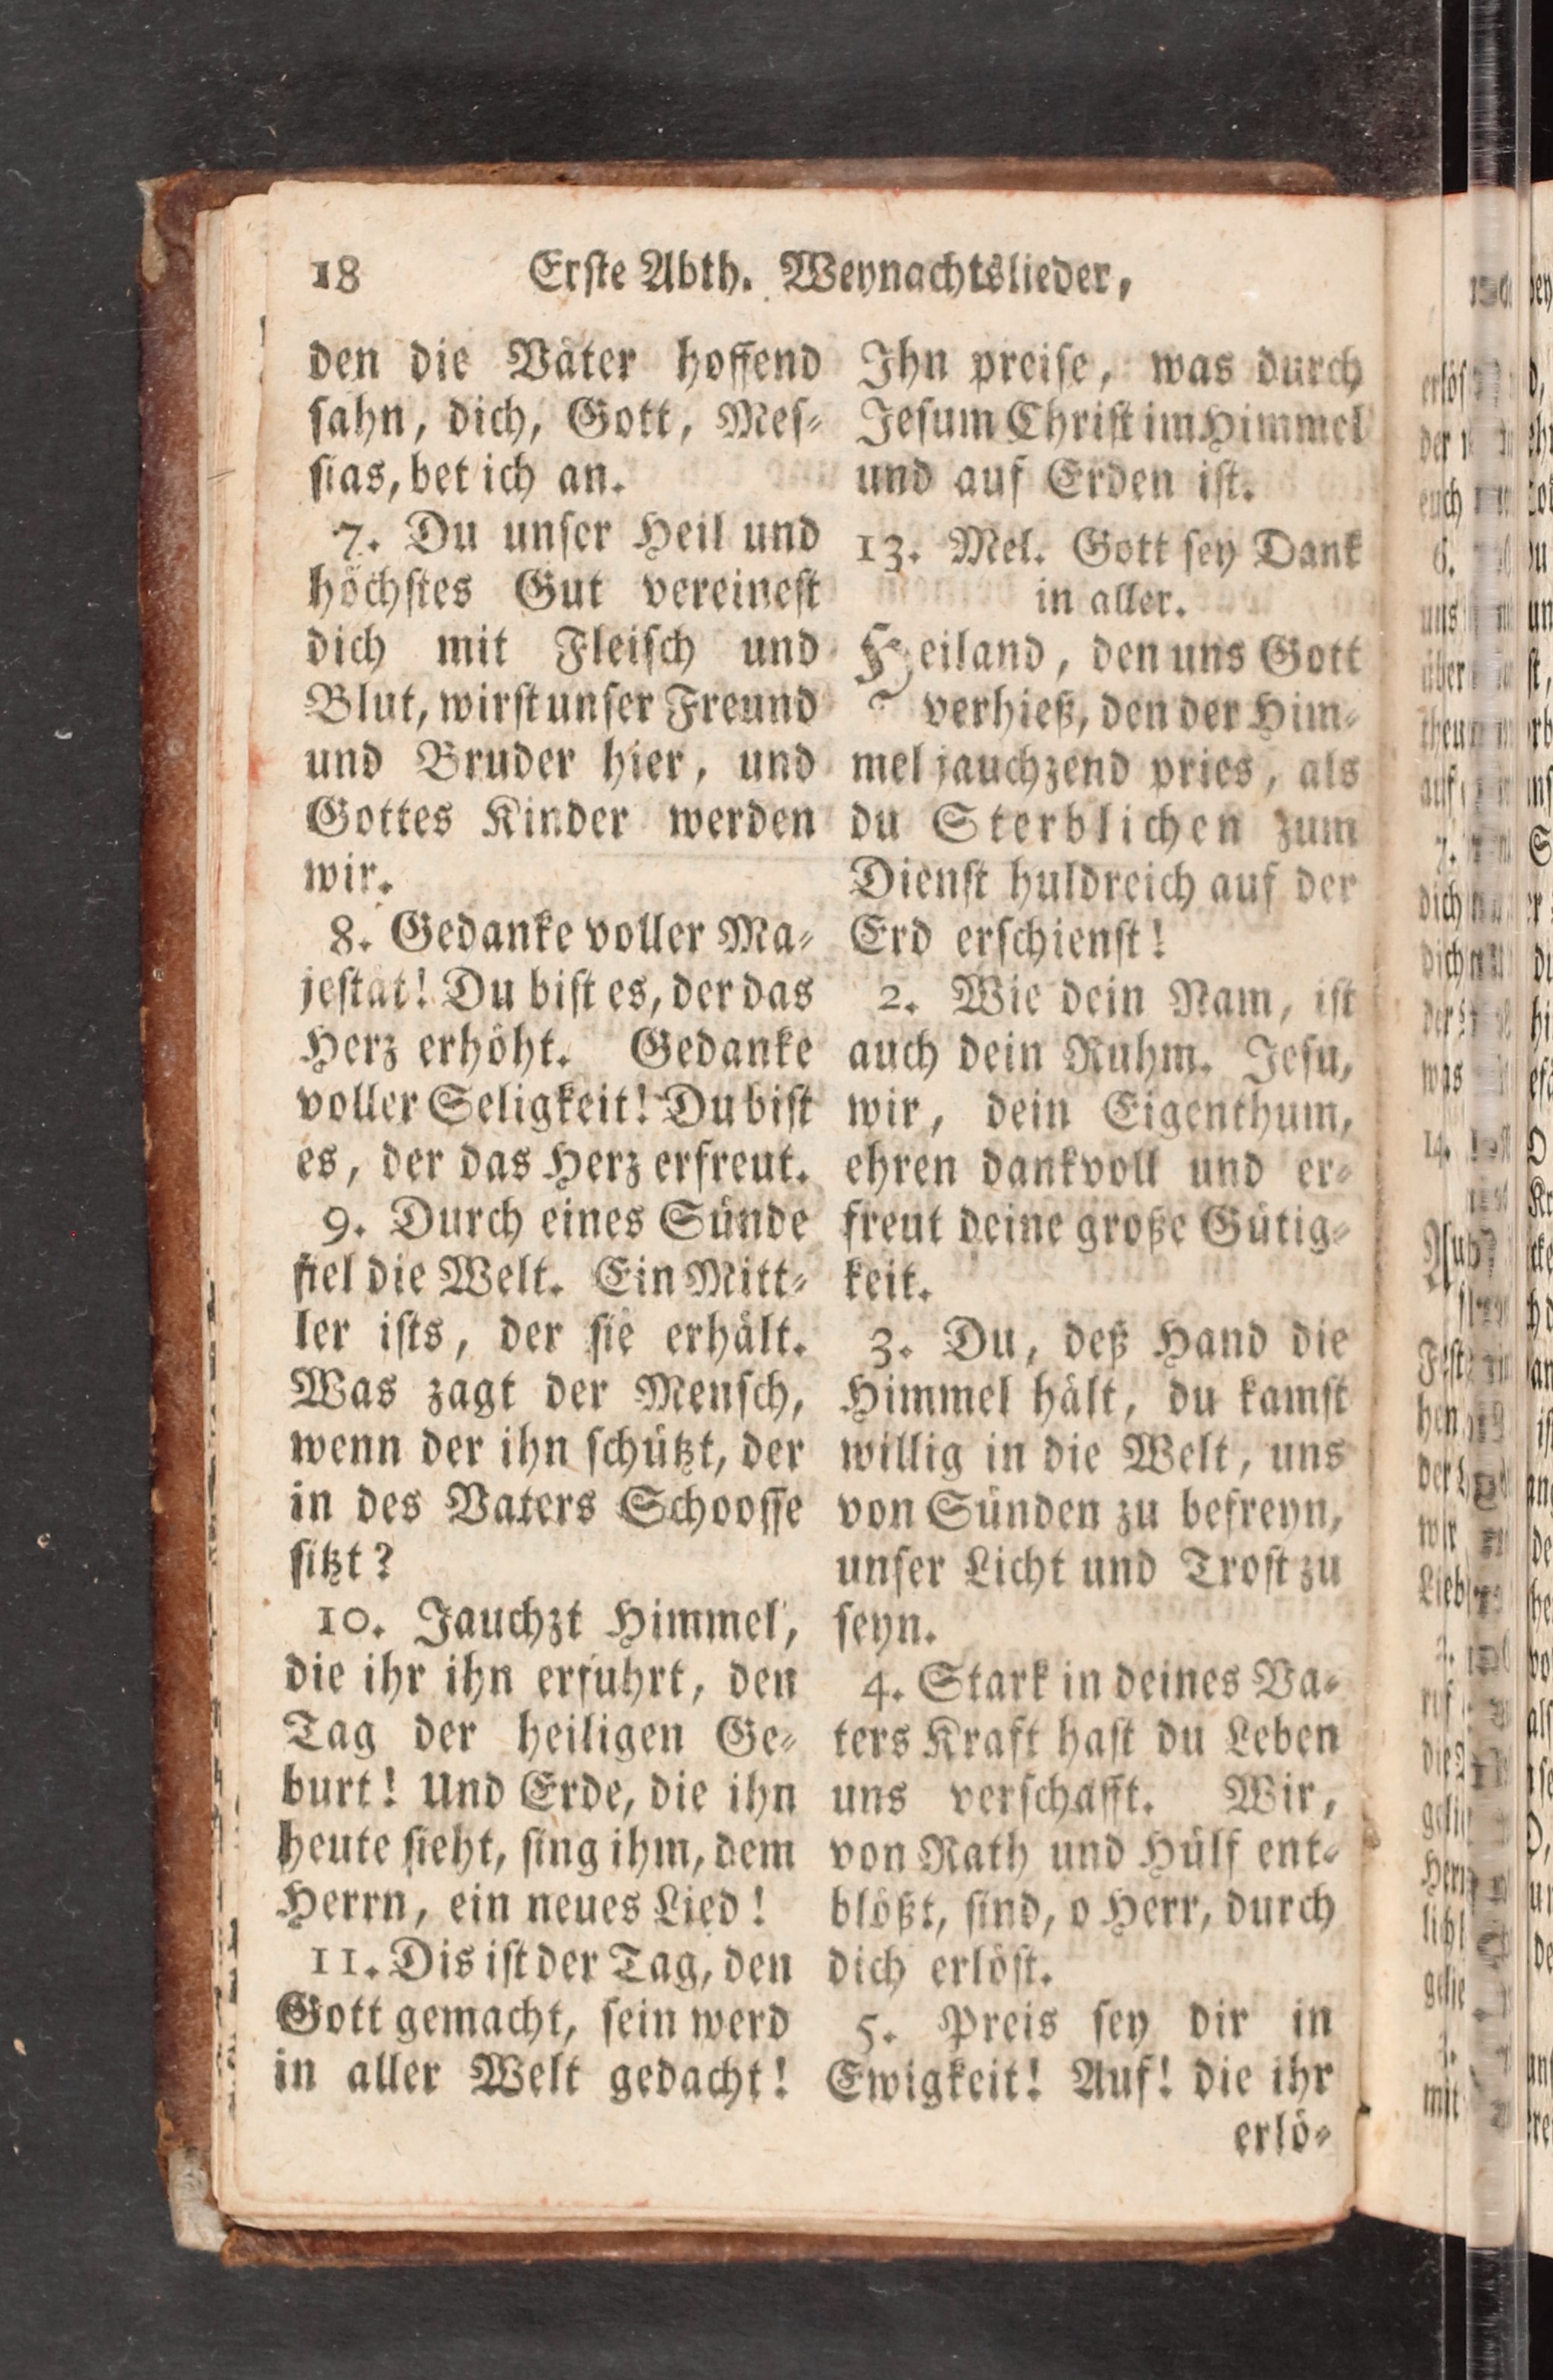 18 Erste Abth. Weynachtslieder,
den die Väter hoffend
sahn, dich, Gott, Mes-
sias, bet ich an.
7. Du unser Heil und
höchstes Gut vereinest
dich mit Fleisch und
Blut, wirst unser Freund
und Bruder hier, und
Gottes Kinder werden
wir.
8. Gedanke voller Ma-
jestät! Du bist es, der das
Herz erhöht. Gedanke
voller Seligkeit! Du bist
es, der das Herz erfreut.
9. Durch eines Sünde
fiel die Welt. Ein Mitt-
ler ists, der sie erhält.
Was zagt der Mensch,
wenn der ihn schützt, der
in des Vaters Schoosse
sitzt?
10. Jauchzt Himmel,
die ihr ihn erfuhrt, den
Tag der heiligen Ge-
burt! Und Erde, die ihn
heute sieht, sing ihm, dem
Herrn, ein neues Lied!
11. Dis ist der Tag, den
Gott gemacht, sein werd
in aller Welt gedacht!
Ihn preise, was durch
Jesum Christ im Himmel
und auf Erden ist.
13. Mel. Gott sey Dank
in aller.
Heiland, den uns Gott
verhieß, den der Him-
mel jauchzend pries, als
du Sterblichen zum
Dienst huldreich auf der
Erd erschienst!
2. Wie dein Nam, ist
auch dein Ruhm. Jesu,
wir, dein Eigenthum,
ehren dankvoll und er-
freut deine große Gütig-
keit.
3. Du, deß Hand die
Himmel hält, du kamst
willig in die Welt, uns
von Sünden zu befreyn,
unser Licht und Trost zu
seyn.
4. Stark in deines Va-
ters Kraft hast du Leben
uns verschafft. Wir,
von Rath und Hülf ent-
blößt, sind, o Herr, durch
dich erlöst.
5. Preis sey dir in
Ewigkeit! Auf! die ihr
erlö-